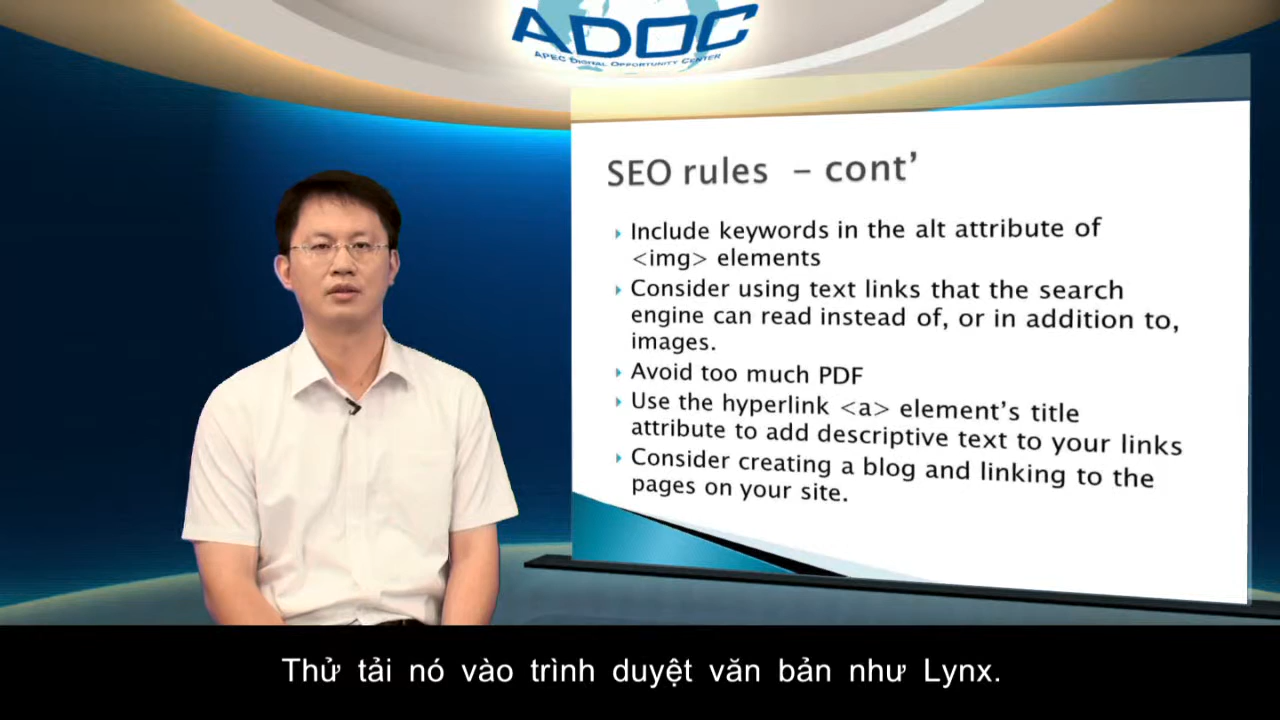 ADOC
APEC DIGITAL OPPORTUNITY CENTER
SEO rules – cont’
Include keywords in the alt attribute of
<img> elements
Consider using text links that the search
engine can read instead of, or in addition to,
images.
Avoid too much PDF
Use the hyperlink <a> element’s title
attribute to add descriptive text to your links
Consider creating a blog and linking to the
pages on your site.
Thử tải nó vào trình duyệt văn bản như Lynx.